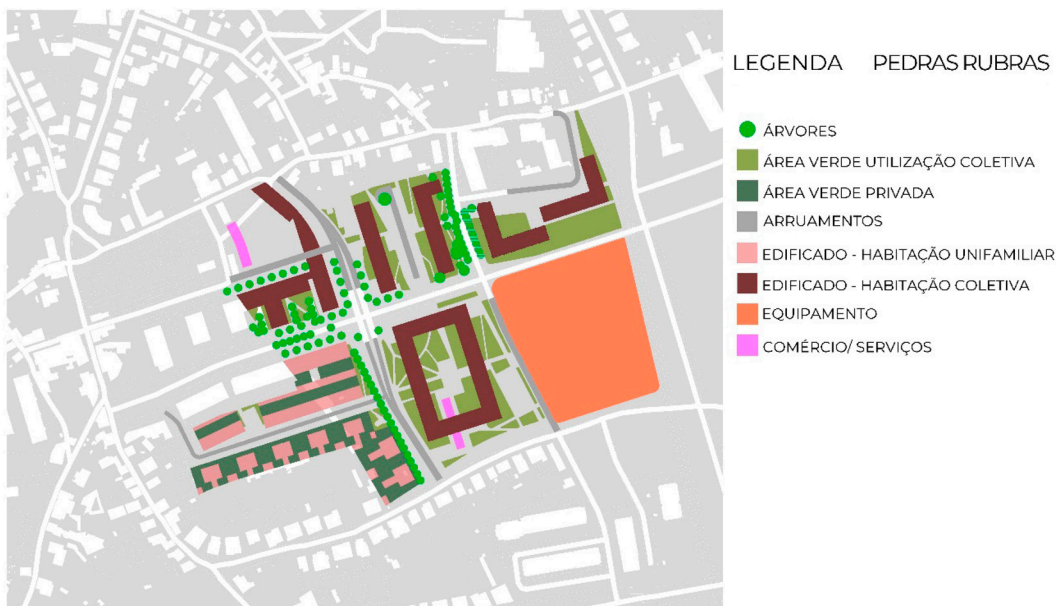 LEGENDA PEDRAS RUBRAS
ÁRVORES
ÁREA VERDE UTILIZAÇÃO COLETIVA
ÁREA VERDE PRIVADA
ARRUAMENTOS
EDIFICADO - HABITAÇÃO UNIFAMILIAR
EDIFICADO - HABITAÇÃO COLETIVA
EQUIPAMENTO
COMÉRCIO/ SERVIÇOS